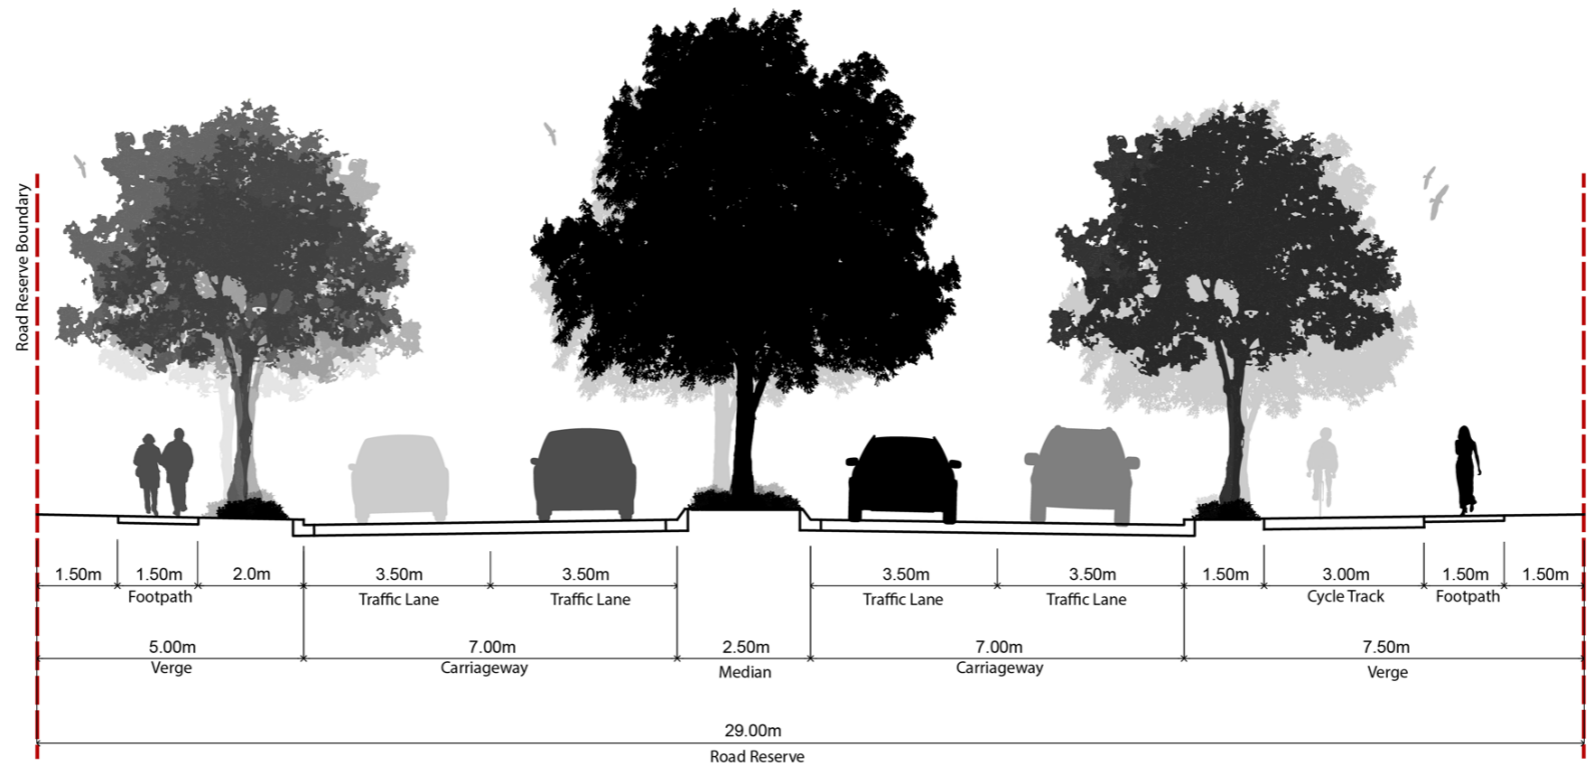 Road Reserve Boundary
1.50m 1.50m 2.0m 3.50m 3.50m 3.50m 3.50m 1.50m 3.00m 1.50m 1.50m
Footpath Traffic Lane Traffic Lane Traffic Lane Traffic Lane Cycle Track Footpath
5.00m 7.00m 2.50m 7.00m 7.50m
Verge Carriageway Median Carriageway Verge
29.00m
Road Reserve